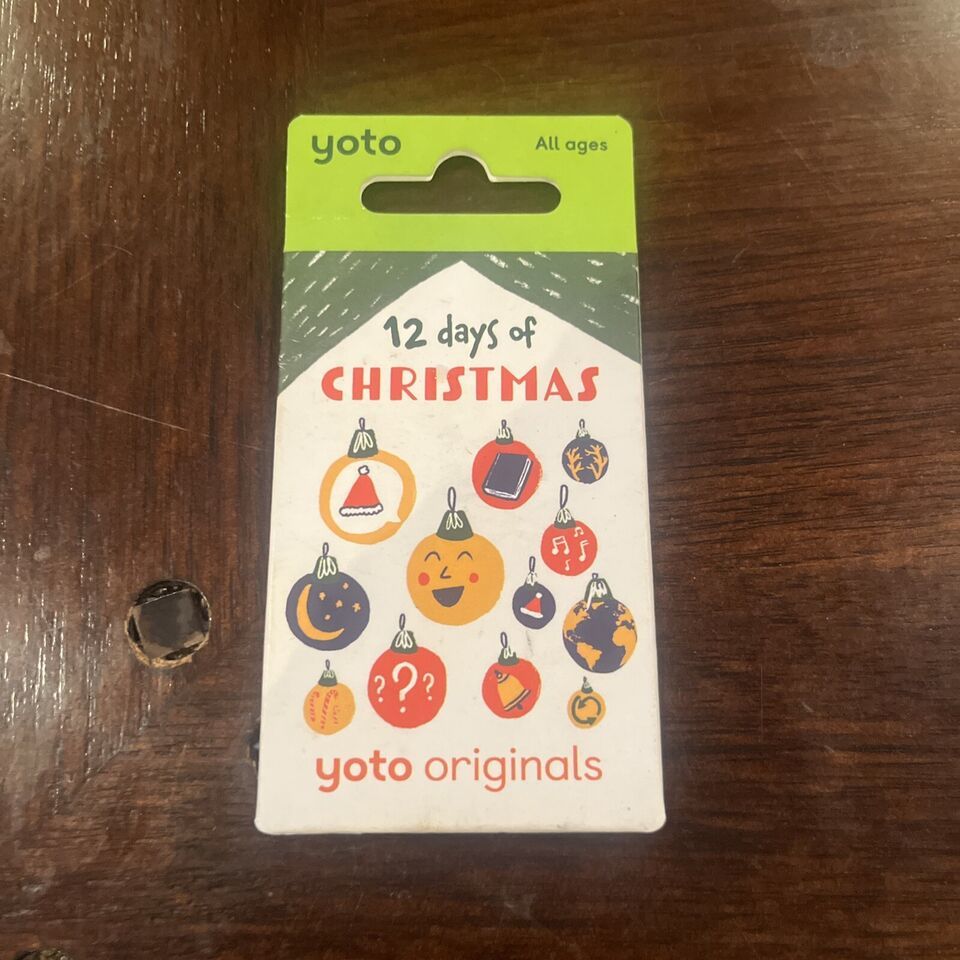 yoto
All ages
12 days of
CHRISTMAS
? ? ?
yoto originals